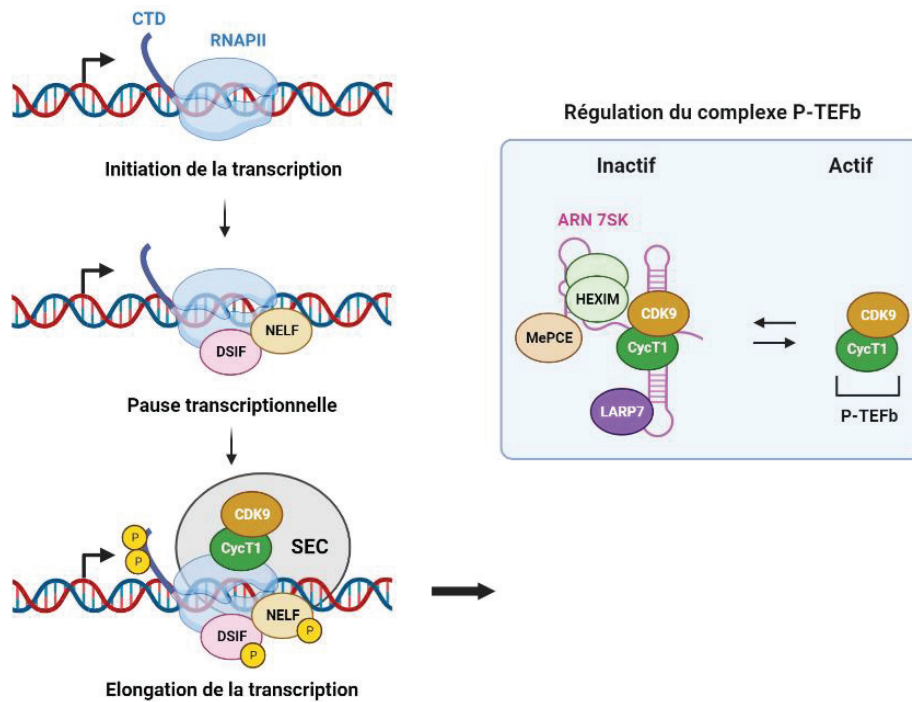 CTD
RNAPII
Initiation de la transcription
DSIF
NELF
Pause transcriptionnelle
P
P
CDK9
CycT1
SEC
NELF
P
DSIF
P
Elongation de la transcription
Régulation du complexe P-TEFb
Inactif
Actif
ARN 7SK
HEXIM
MePCE
CDK9
CycT1
LARP7
CDK9
CycT1
P-TEFb